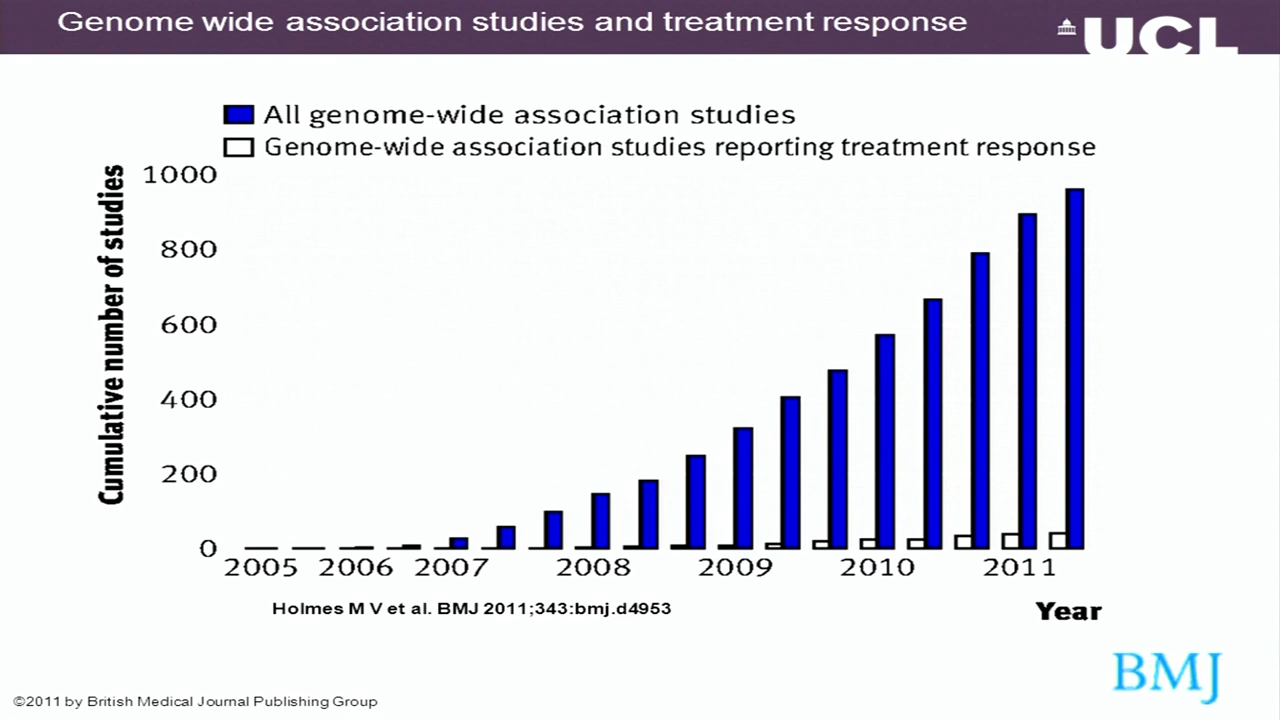 Genome wide association studies and treatment response
UCL
All genome-wide association studies
Genome-wide association studies reporting treatment response
Cumulative number of studies
1000
800
600
400
200
0
2005 2006 2007 2008 2009 2010 2011
Holmes M V et al. BMJ 2011;343:bmj.d4953
Year
BMJ
©2011 by British Medical Journal Publishing Group